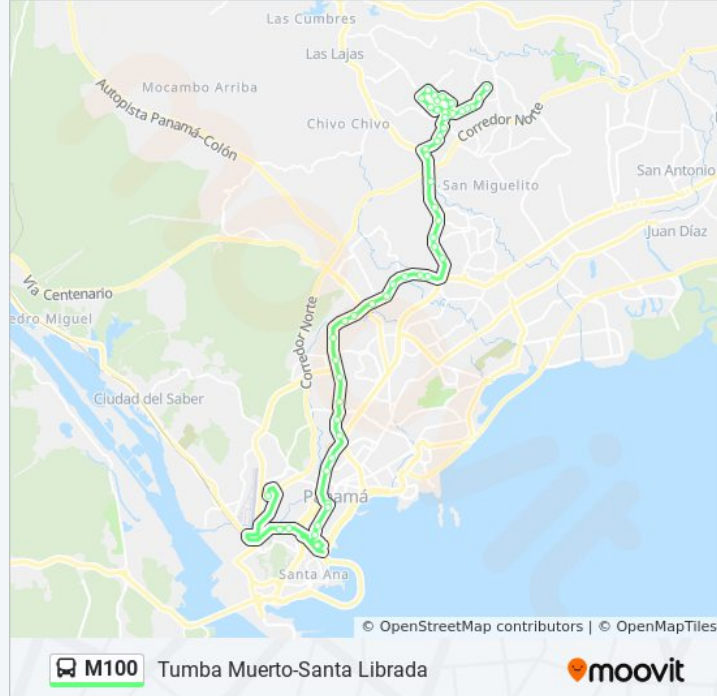 Las Cumbres
Las Lajas
Mocambo Arriba
Autopista Panamá-Colón
Chivo Chivo
Corredor Norte
San Miguelito
San Antonio
Juan Díaz
Vía Centenario
edro Miguel
Corredor Norte
Ciudad del Saber
Panamá
Santa Ana
© OpenStreetMap contributors | © OpenMapTiles
M100 Tumba Muerto-Santa Librada
moovit